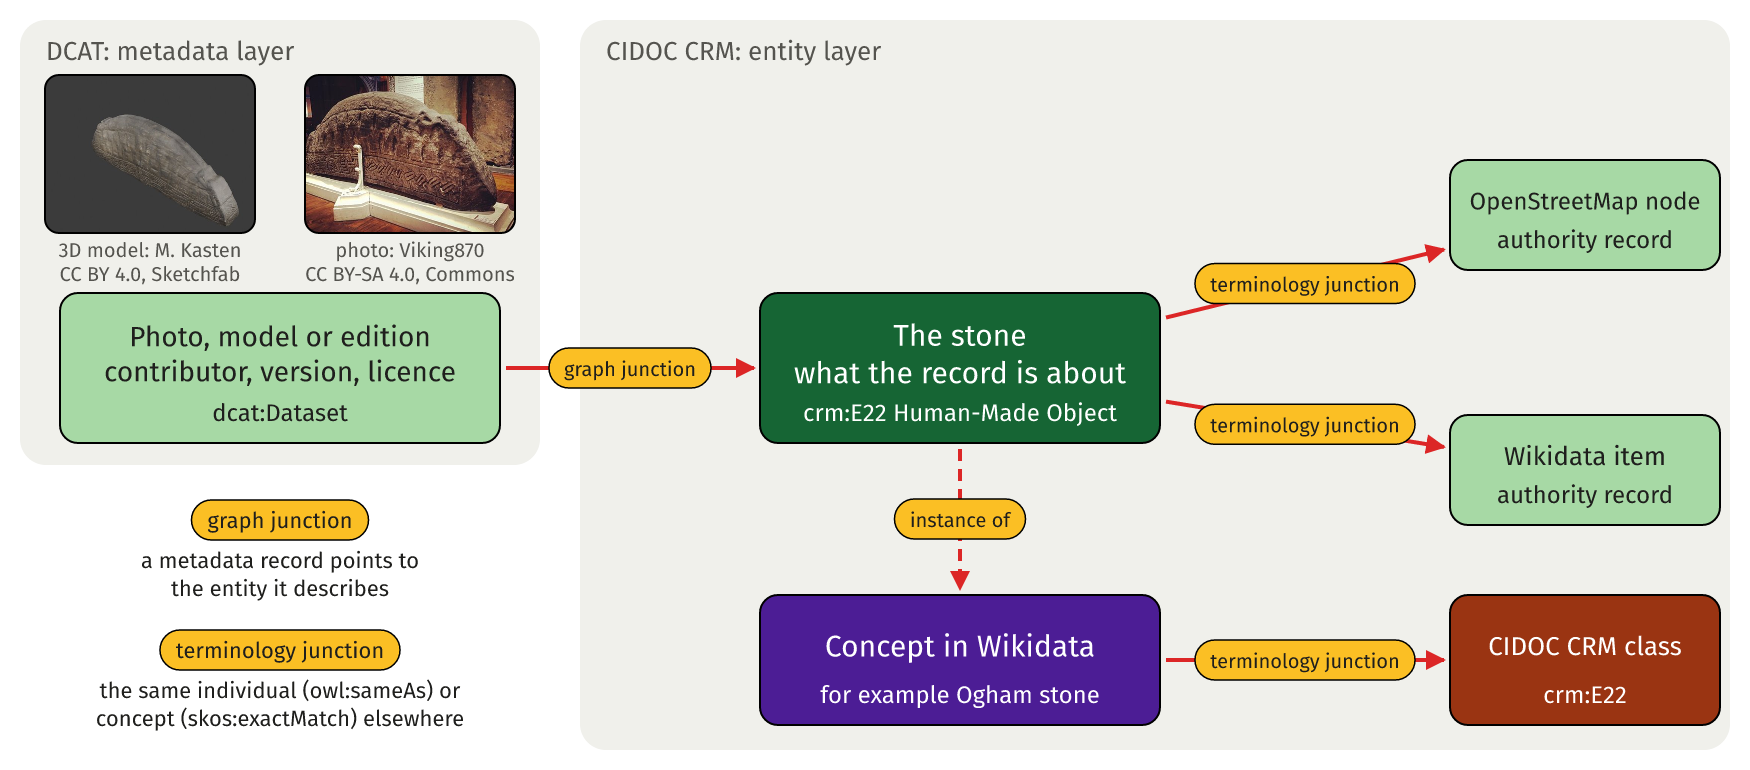 DCAT: metadata layer
3D model: M. Kasten
CC BY 4.0, Sketchfab
photo: Viking870
CC BY-SA 4.0, Commons
Photo, model or edition
contributor, version, licence
dcat:Dataset
graph junction
a metadata record points to
the entity it describes
terminology junction
the same individual (owl:sameAs) or
concept (skos:exactMatch) elsewhere
graph junction
CIDOC CRM: entity layer
The stone
what the record is about
crm:E22 Human-Made Object
terminology junction
OpenStreetMap node
authority record
terminology junction
Wikidata item
authority record
instance of
Concept in Wikidata
for example Ogham stone
terminology junction
CIDOC CRM class
crm:E22